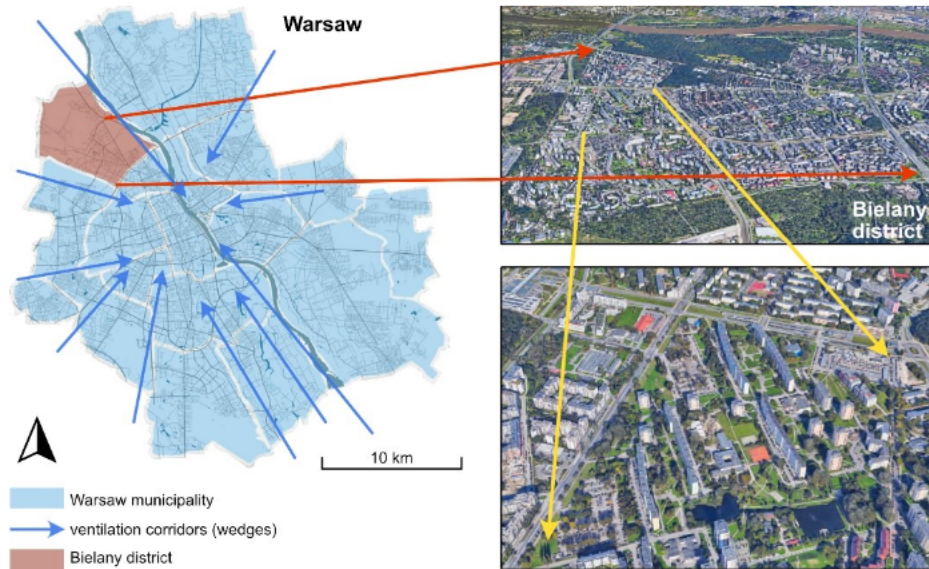 Warsaw
Bielany
district
10 km
Warsaw municipality
ventilation corridors (wedges)
Bielany district